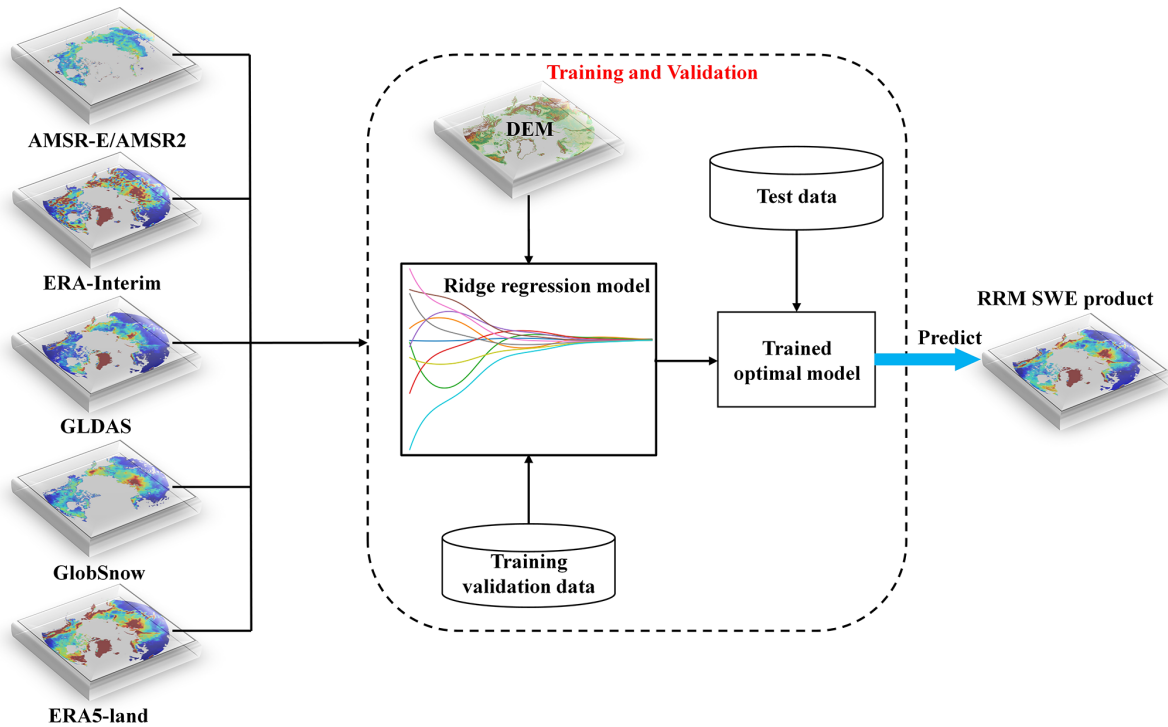 AMSR-E/AMSR2
ERA-Interim
GLDAS
GlobSnow
ERA5-land
Training and Validation
DEM
Test data
Ridge regression model
Trained
optimal model
Training
validation data
Predict
RRM SWE product